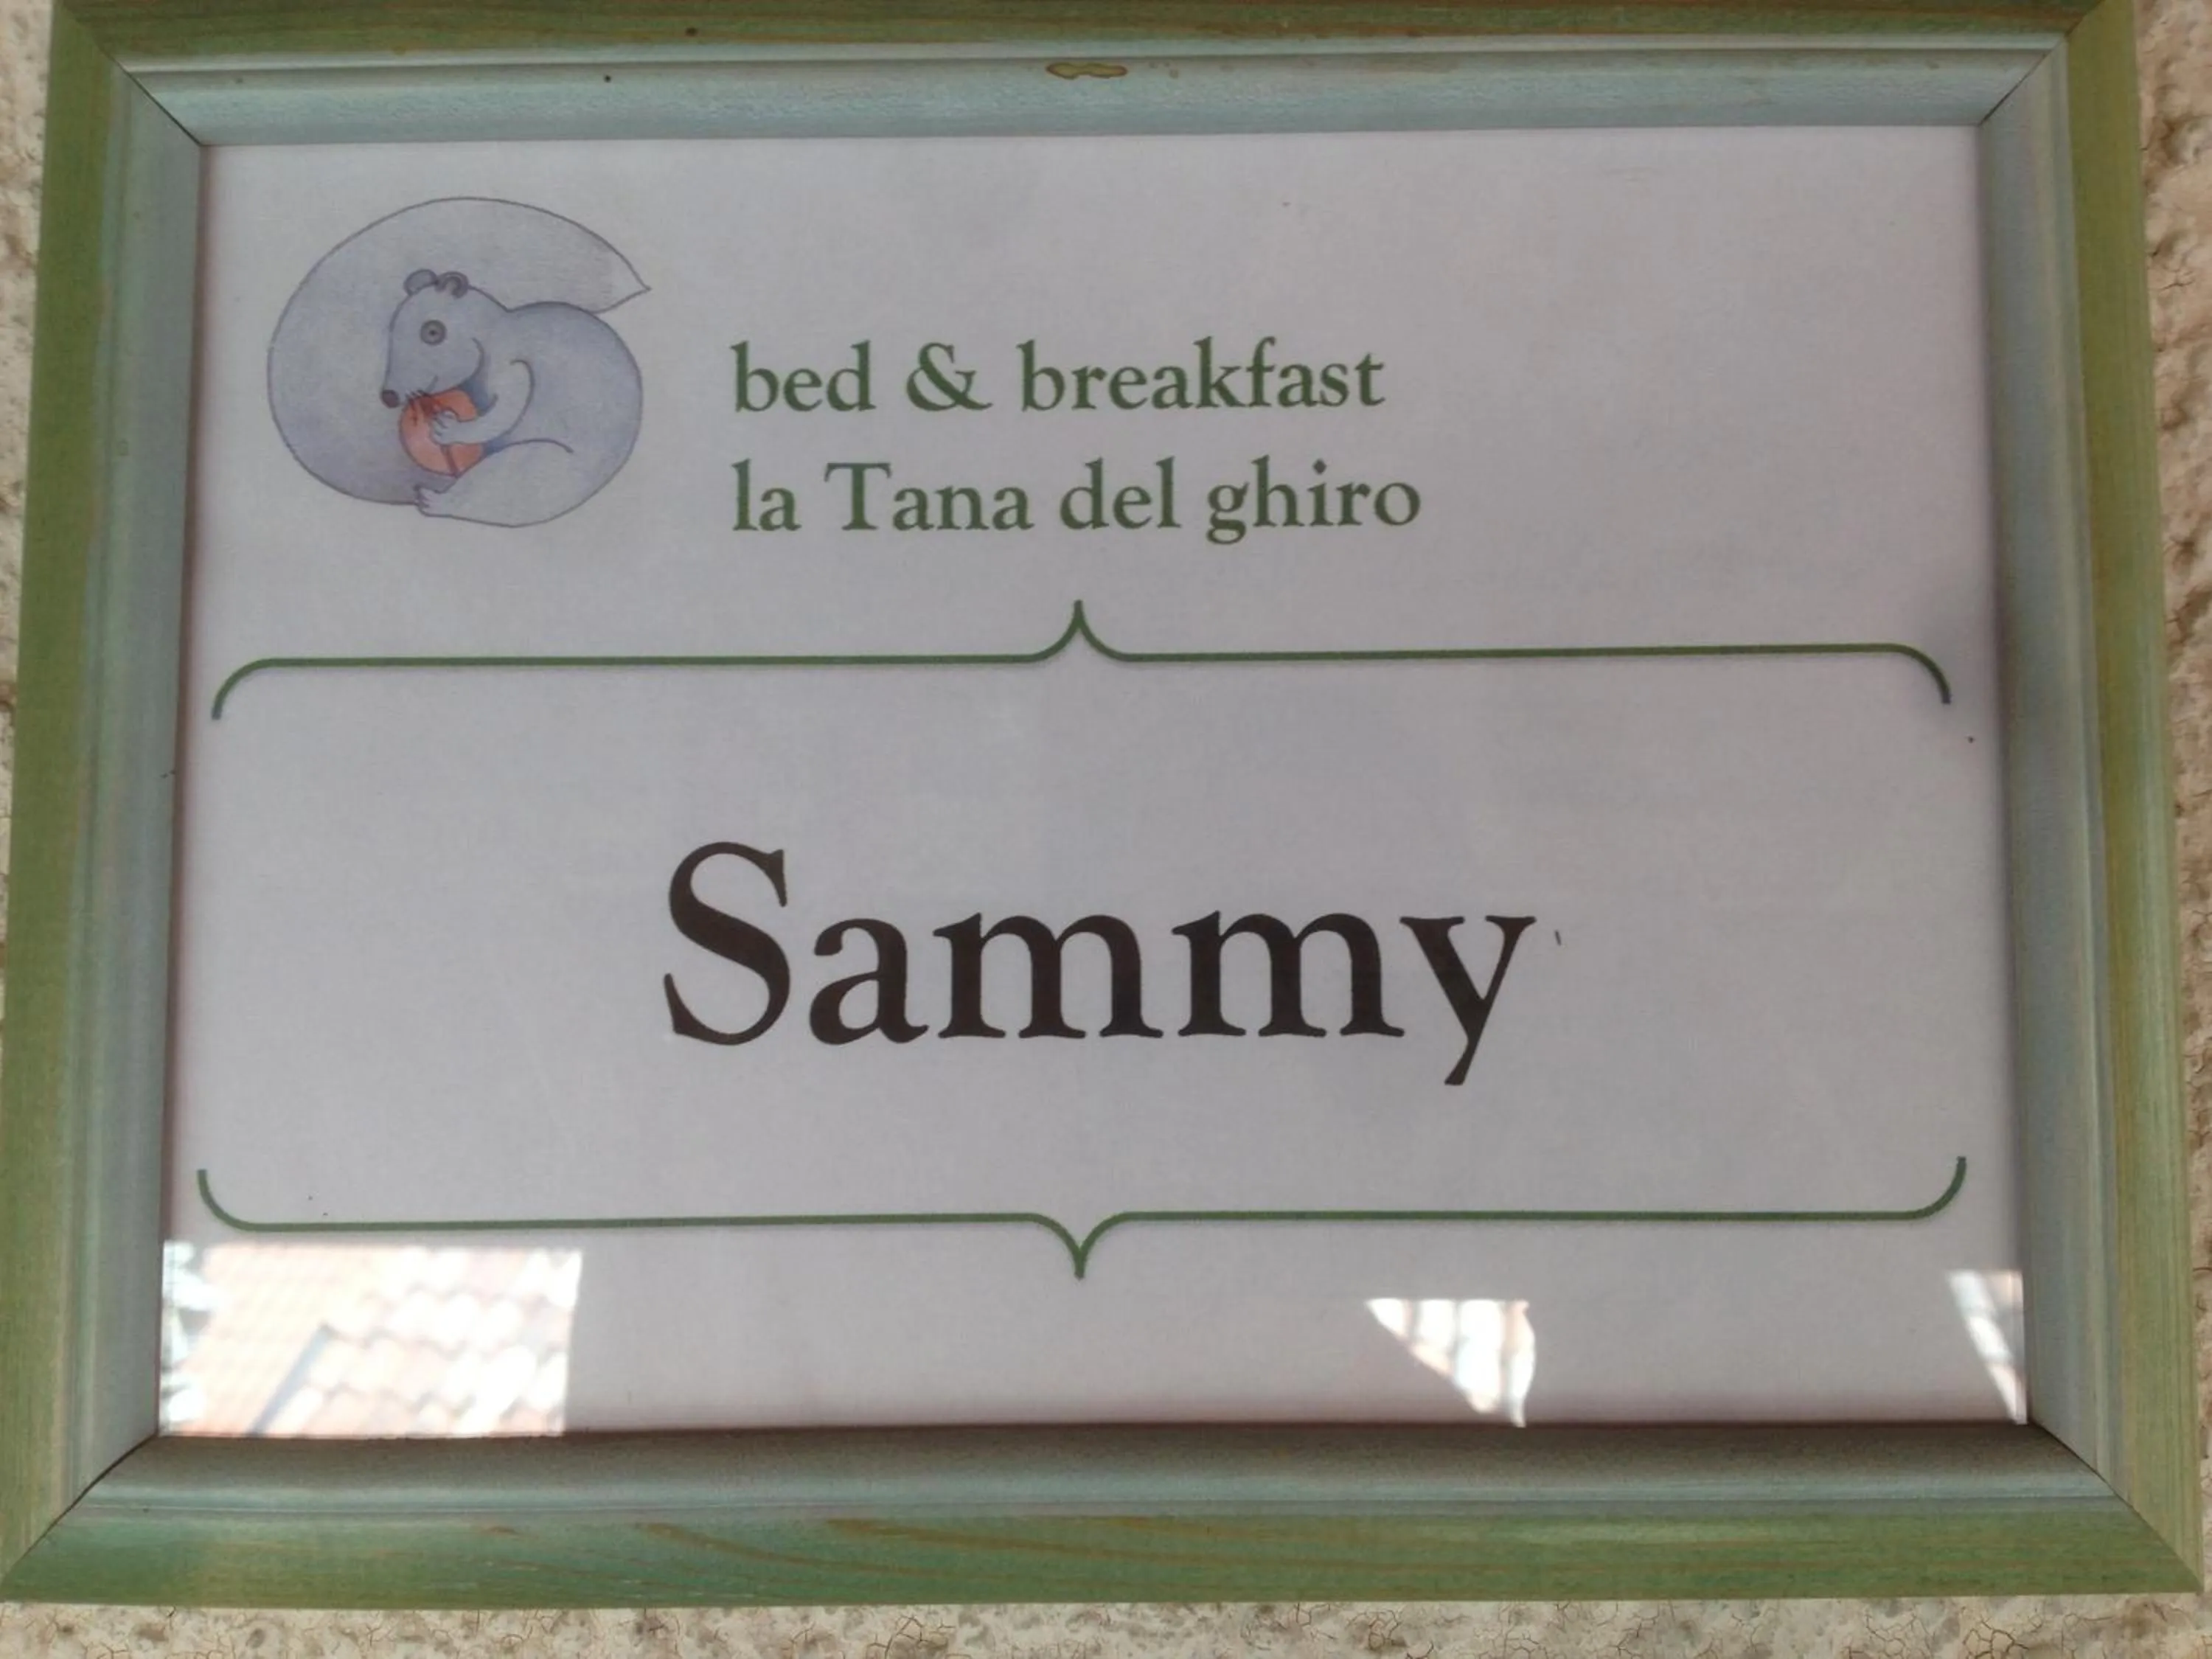 bed & breakfast
la Tana del ghiro
Sammy